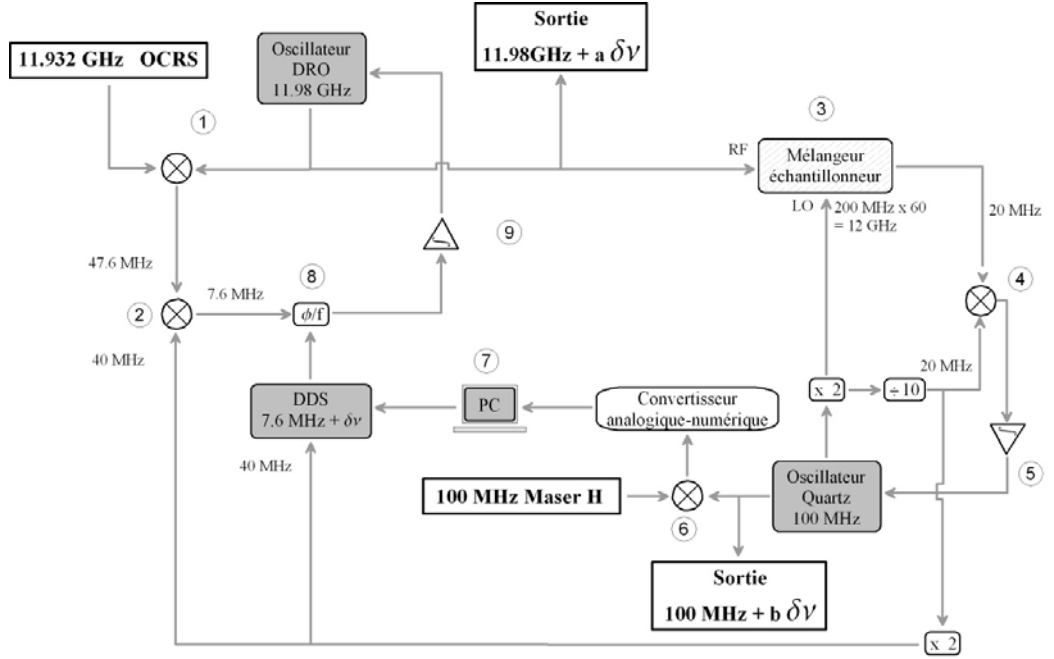 Sortie
11.98GHz + a δν
11.932 GHz OCRS
Oscillateur
DRO
11.98 GHz
1
3
RF
Mélangeur
échantillonneur
LO
200 MHz x 60
= 12 GHz
20 MHz
9
47.6 MHz
8
4
2
7.6 MHz
ϕ/f
40 MHz
7
20 MHz
DDS
7.6 MHz + δν
PC
Convertisseur
analogique-numérique
x 2
÷10
40 MHz
5
100 MHz Maser H
6
Oscillateur
Quartz
100 MHz
Sortie
100 MHz + b δν
x 2